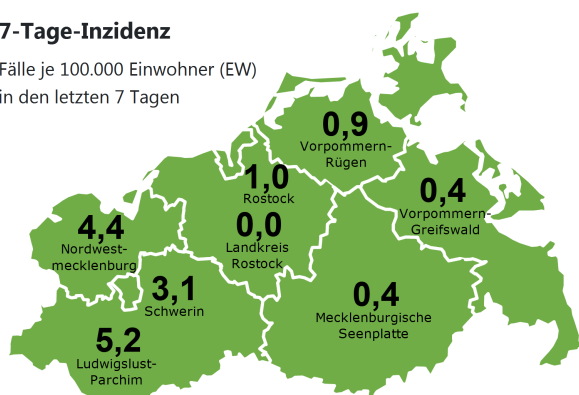 7-Tage-Inzidenz
Fälle je 100.000 Einwohner (EW)
in den letzten 7 Tagen
0,9
Vorpommern-
Rügen
1,0
Rostock
0,4
Vorpommern-
Greifswald
4,4
Nordwest-
mecklenburg
0,0
Landkreis
Rostock
3,1
Schwerin
0,4
Mecklenburgische
Seenplatte
5,2
Ludwigslust-
Parchim